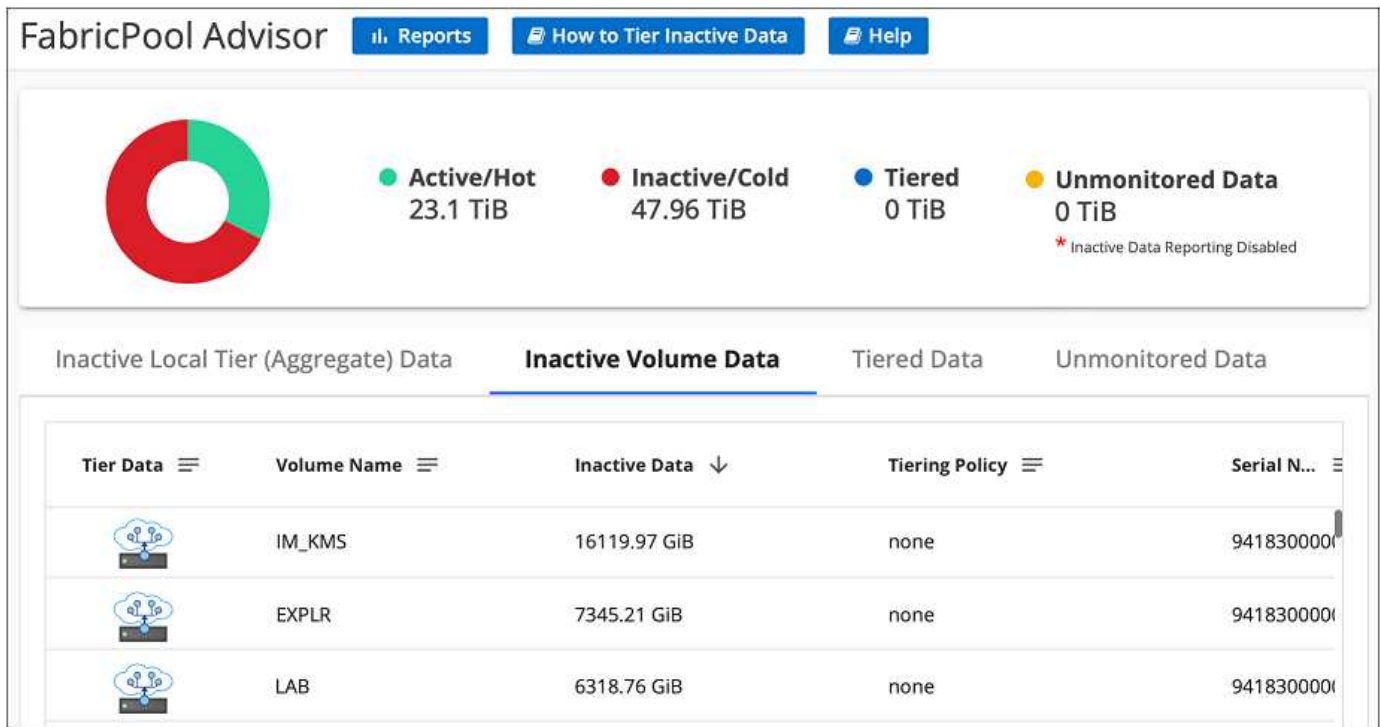 FabricPool Advisor Reports How to Tier Inactive Data Help
Active/Hot Inactive/Cold Tiered Unmonitored Data
23.1 TiB 47.96 TiB 0 TiB 0 TiB
* Inactive Data Reporting Disabled
Inactive Local Tier (Aggregate) Data Inactive Volume Data Tiered Data Unmonitored Data
Tier Data Volume Name Inactive Data Tiering Policy Serial N...
IM_KMS 16119.97 GiB none 9418300000
EXPLR 7345.21 GiB none 9418300000
LAB 6318.76 GiB none 9418300000